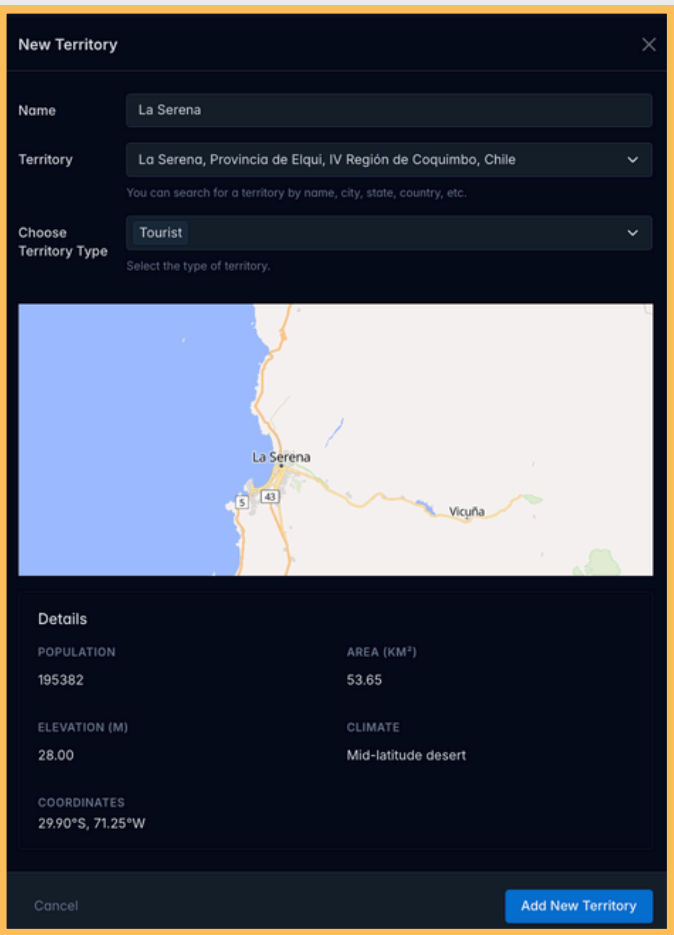 New Territory
Name
La Serena
Territory
La Serena, Provincia de Elqui, IV Región de Coquimbo, Chile
You can search for a territory by name, city, state, country, etc.
Choose
Territory Type
Tourist
Select the type of territory.
La Serena
5
43
Vicuña
Details
POPULATION
AREA (KM²)
195382
53.65
ELEVATION (M)
CLIMATE
28.00
Mid-latitude desert
COORDINATES
29.90°S, 71.25°W
Cancel
Add New Territory